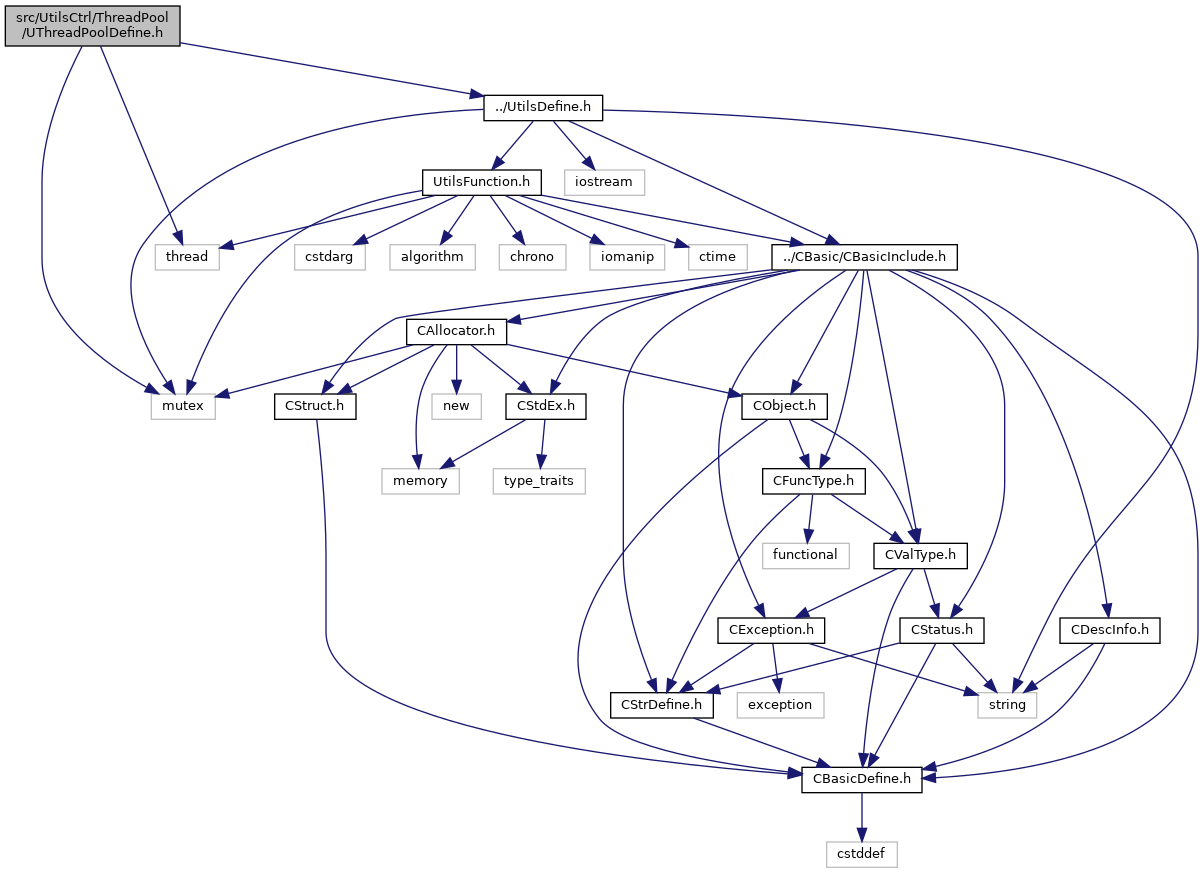 src/UtilsCtrl/ThreadPool
/UThreadPoolDefine.h
../UtilsDefine.h
UtilsFunction.h
iostream
thread
cstdarg
algorithm
chrono
iomanip
ctime
../CBasic/CBasicInclude.h
CAllocator.h
mutex
CStruct.h
new
CStdEx.h
CObject.h
memory
type_traits
CFuncType.h
functional
CValType.h
CException.h
CStatus.h
CDescInfo.h
CStrDefine.h
exception
string
CBasicDefine.h
cstddef